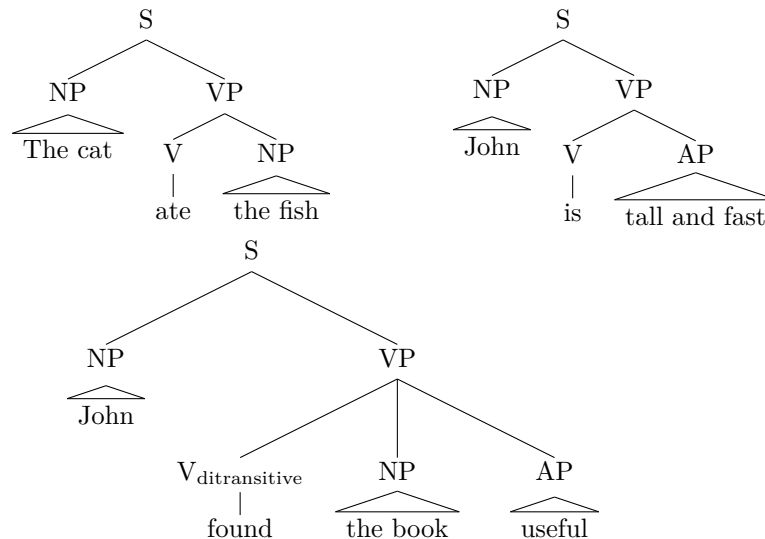 S S
NP VP NP VP
The cat V NP John V AP
ate the fish is tall and fast
S
NP VP
John
V_ditransitive NP AP
found the book useful